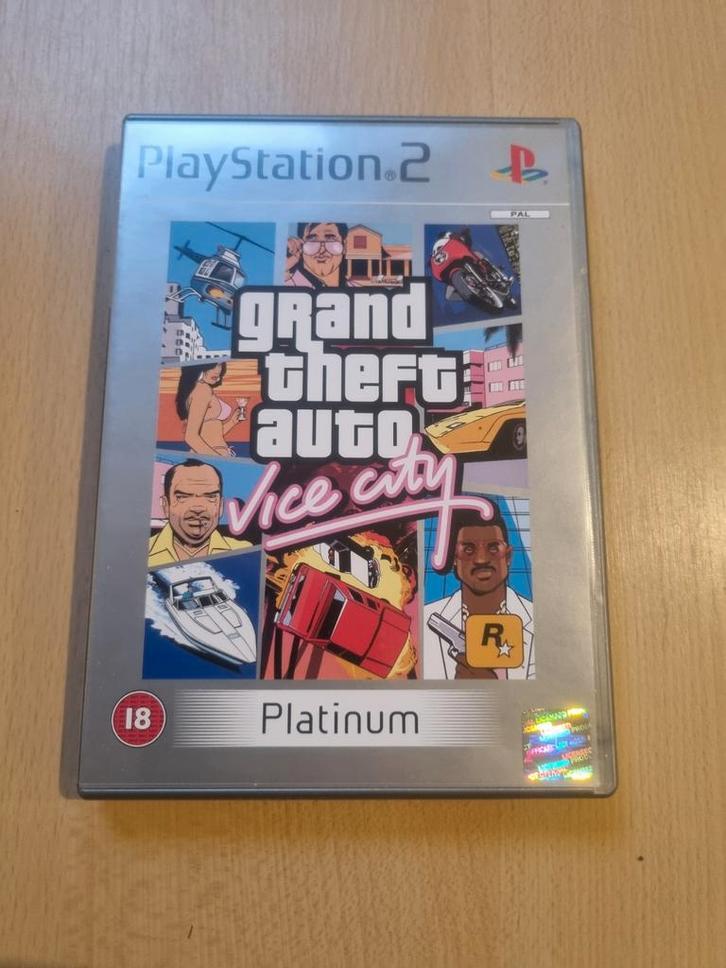 PlayStation®2
PAL
grand
theft
auto
vice city
R
18
Platinum